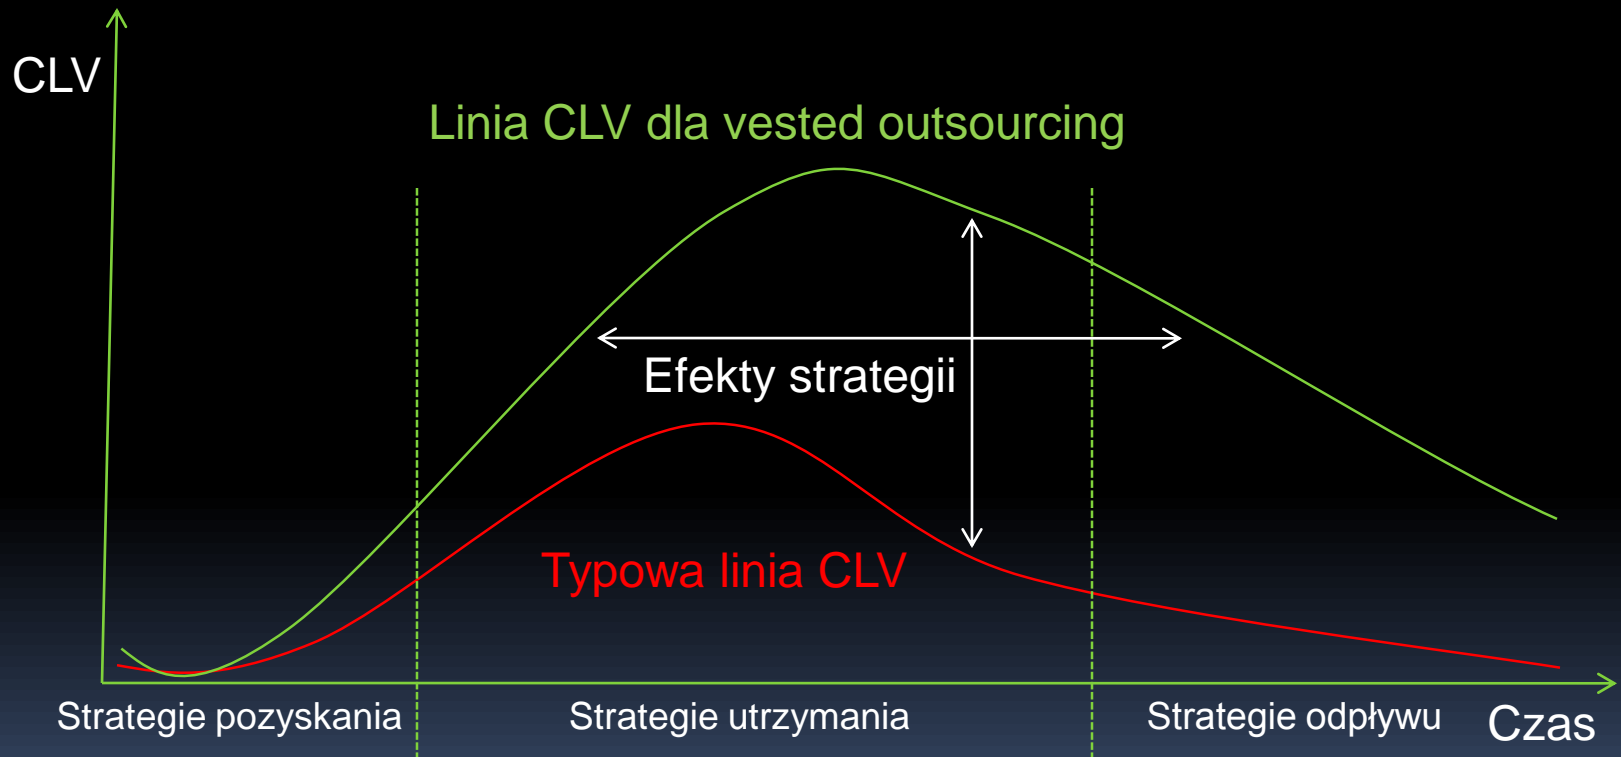 CLV
Linia CLV dla vested outsourcing
Efekty strategii
Typowa linia CLV
Strategie pozyskania
Strategie utrzymania
Strategie odpływu
Czas